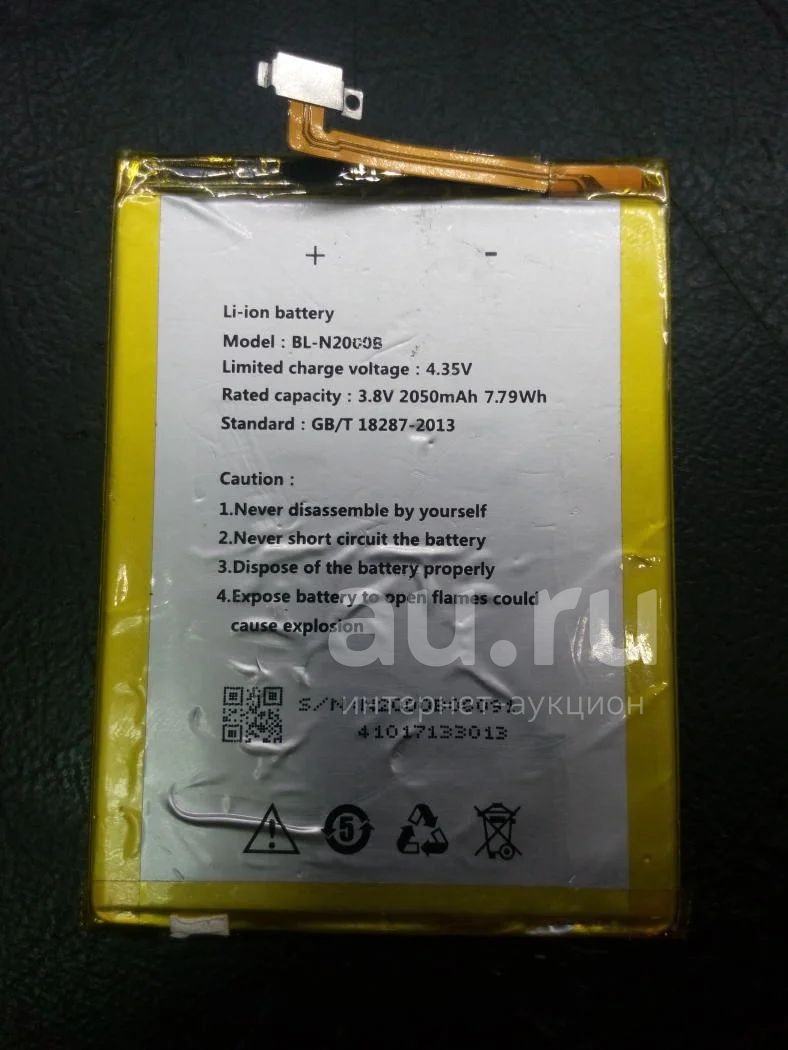 + -
Li-ion battery
Model : BL-N2000B
Limited charge voltage : 4.35V
Rated capacity : 3.8V 2050mAh 7.79Wh
Standard : GB/T 18287-2013
Caution :
1.Never disassemble by yourself
2.Never short circuit the battery
3.Dispose of the battery properly
4.Expose battery to open flames could
cause explosion
au.ru
S/N:
интернет-аукцион
41017133013
5